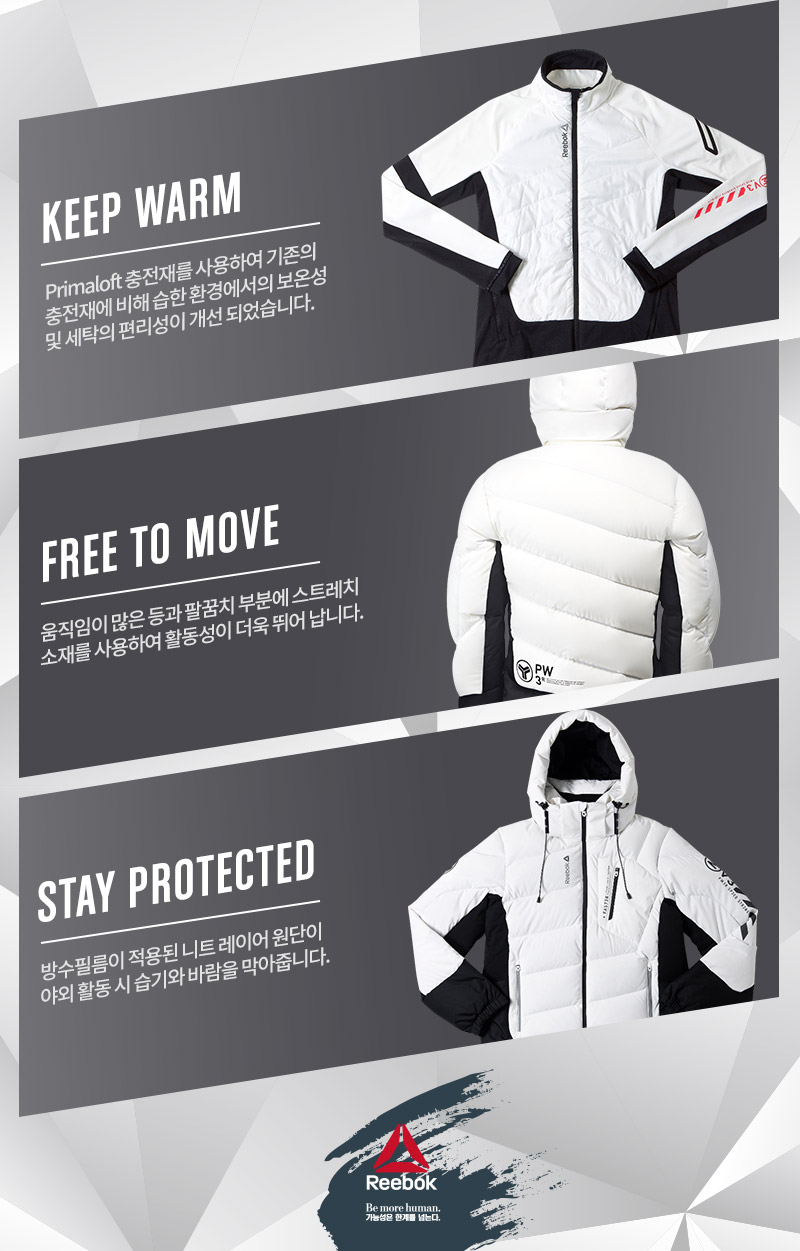 KEEP WARM
Primaloft 충전재를 사용하여 기존의
충전재에 비해 습한 환경에서의 보온성
및 세탁의 편리성이 개선 되었습니다.
Reebok
V3
FREE TO MOVE
움직임이 많은 등과 팔꿈치 부분에 스트레치
소재를 사용하여 활동성이 더욱 뛰어 납니다.
PW
3R
STAY PROTECTED
방수필름이 적용된 니트 레이어 원단이
야외 활동 시 습기와 바람을 막아줍니다.
Reebok
Reebok
Be more human.
가능성은 한계를 넘는다.